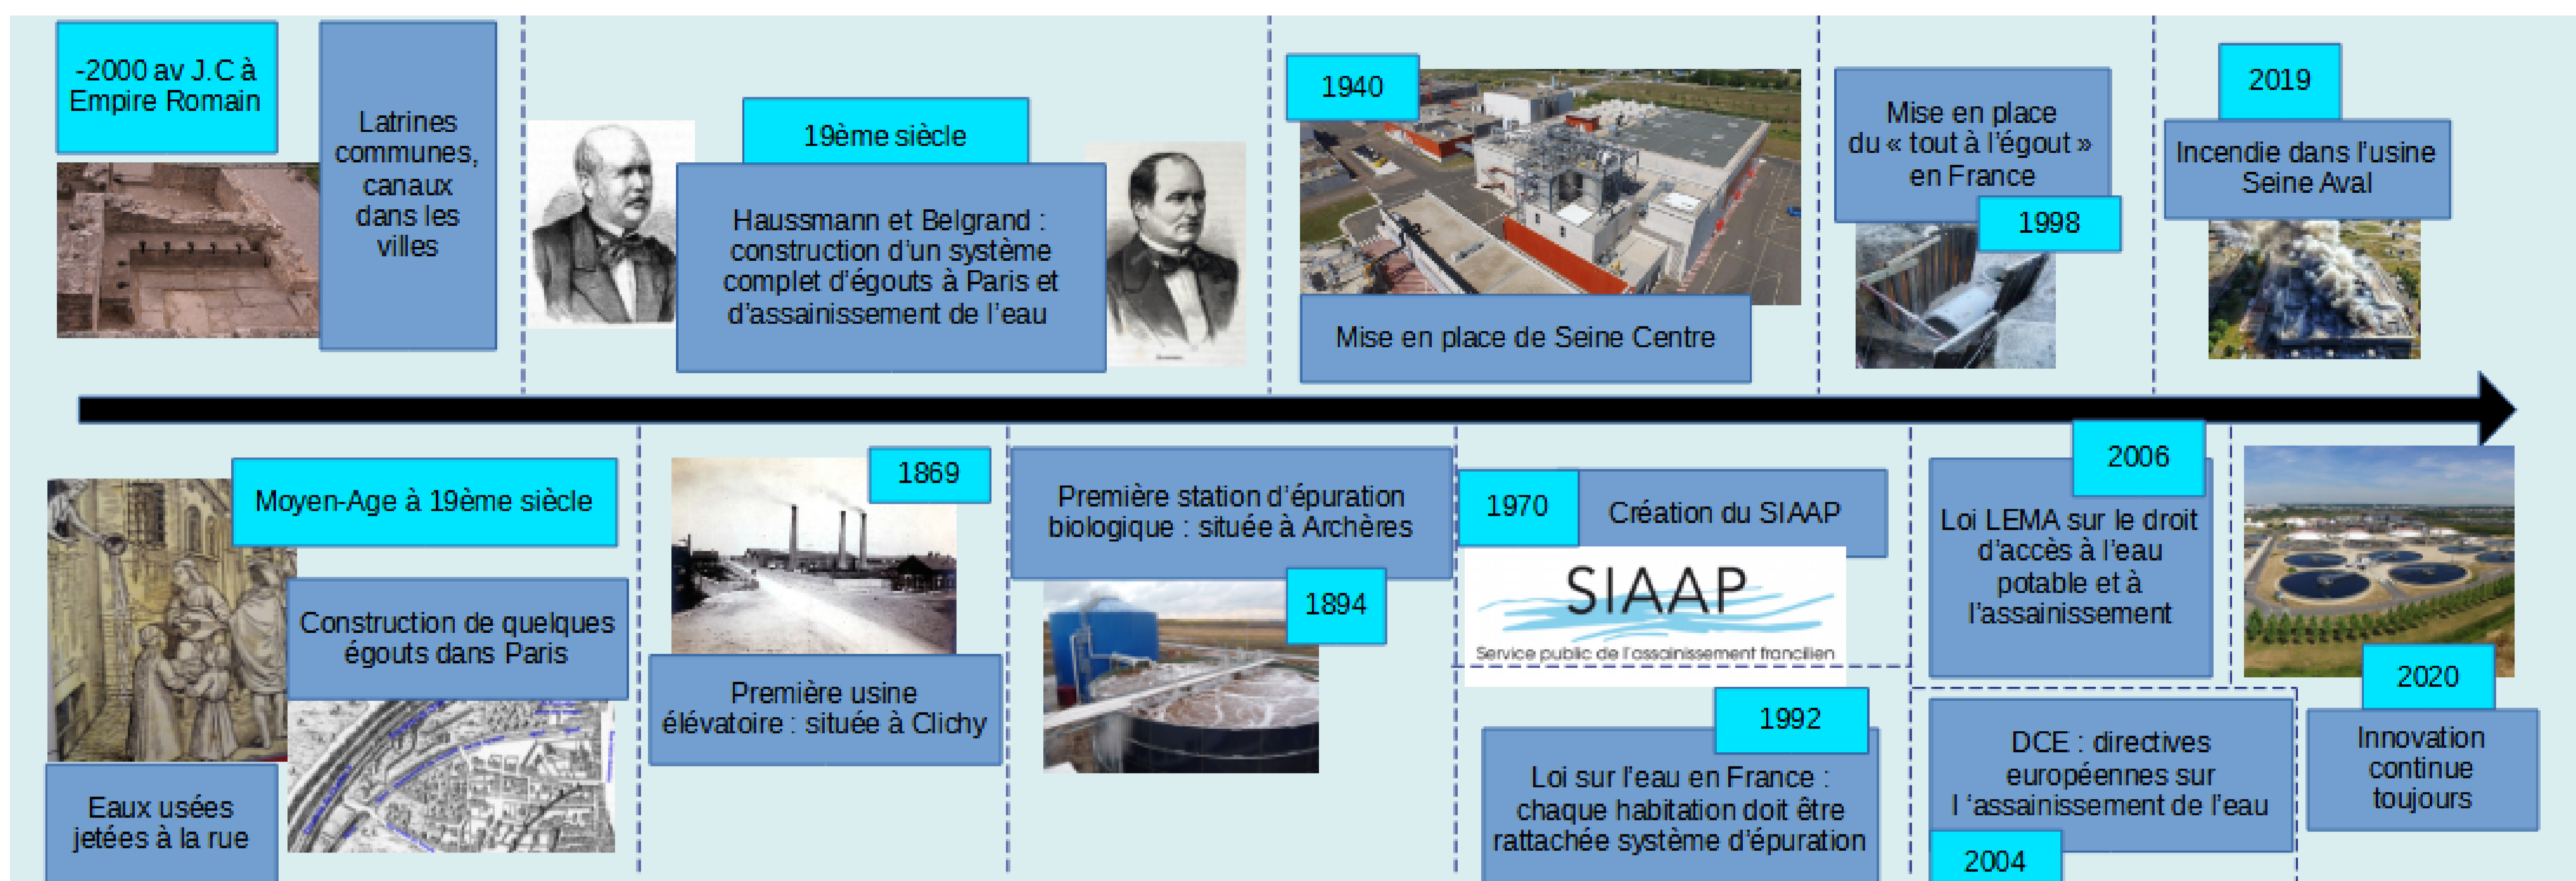 -2000 av J.C à
Empire Romain
Latrines
communes,
canaux
dans les
villes
19ème siècle
Haussmann et Belgrand :
construction d'un système
complet d'égouts à Paris et
d'assainissement de l'eau
1940
Mise en place de Seine Centre
Mise en place
du « tout à l'égout »
en France
1998
2019
Incendie dans l'usine
Seine Aval
Moyen-Age à 19ème siècle
Construction de quelques
égouts dans Paris
Eaux usées
jetées à la rue
1869
Première usine
élévatoire : située à Clichy
Première station d'épuration
biologique : située à Archères
1894
1970
Création du SIAAP
SIAAP
Service public de l'assainissement francilien
1992
Loi sur l'eau en France :
chaque habitation doit être
rattachée système d'épuration
2006
Loi LEMA sur le droit
d'accès à l'eau
potable et à
l'assainissement
DCE : directives
européennes sur
l 'assainissement de l'eau
2004
2020
Innovation
continue
toujours